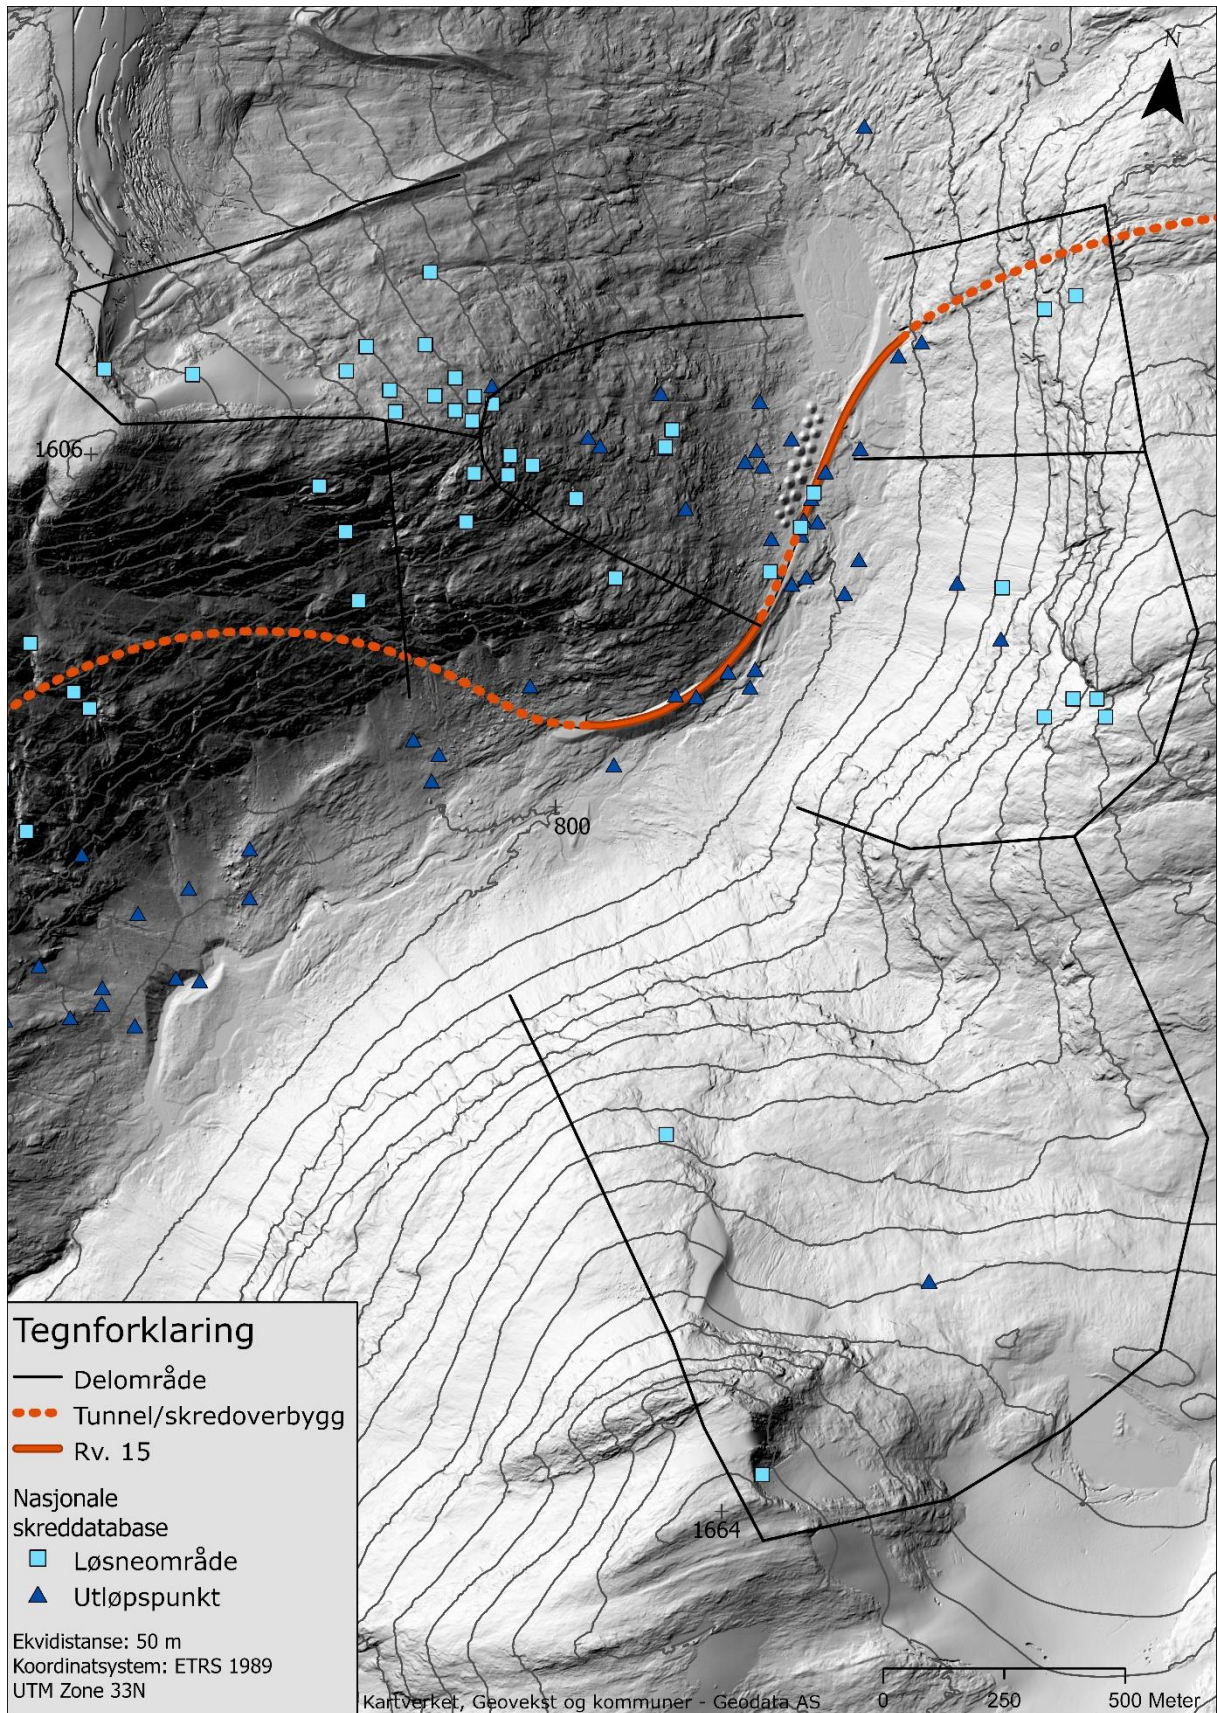 N
1606
800
1664
Tegnforklaring
Delområde
Tunnel/skredoverbygg
Rv. 15
Nasjonale
skreddatabase
Løsneområde
Utløpspunkt
Ekvidistanse: 50 m
Koordinatsystem: ETRS 1989
UTM Zone 33N
Kartverket, Geovekst og kommuner - Geodata AS
0 250 500 Meter